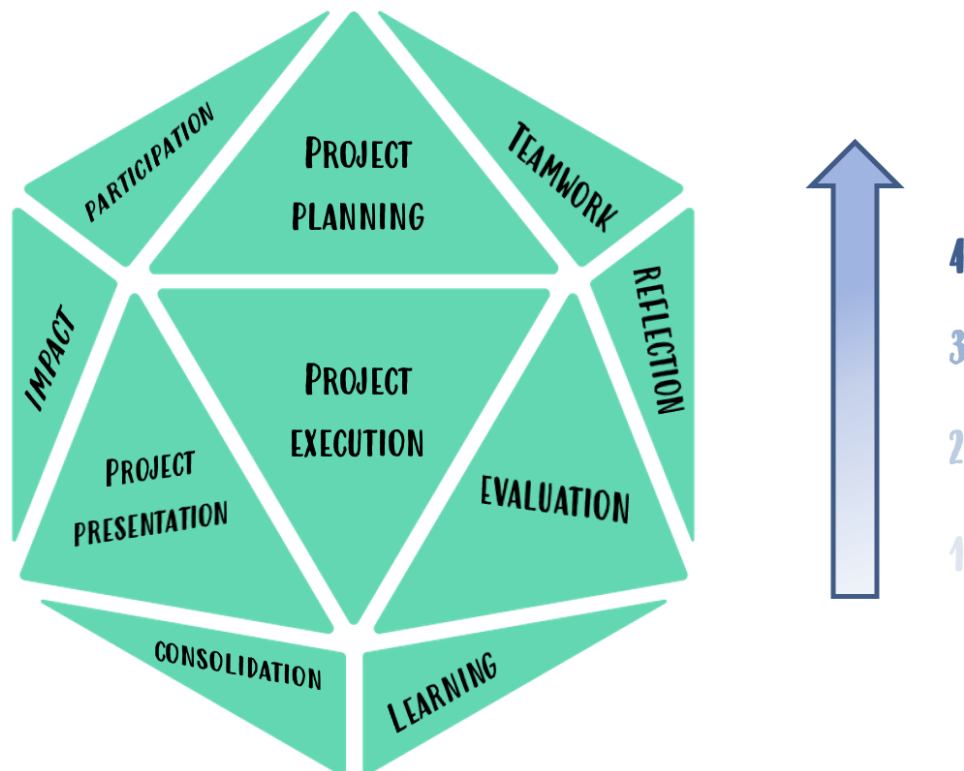 PARTICIPATION
PROJECT
PLANNING
TEAMWORK
IMPACT
REFLECTION
PROJECT
EXECUTION
PROJECT
PRESENTATION
EVALUATION
CONSOLIDATION
LEARNING
4
3
2
1